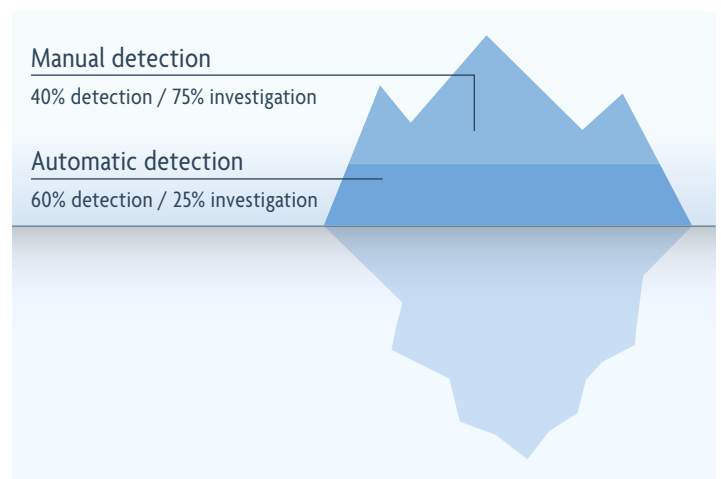 Manual detection
40% detection / 75% investigation
Automatic detection
60% detection / 25% investigation